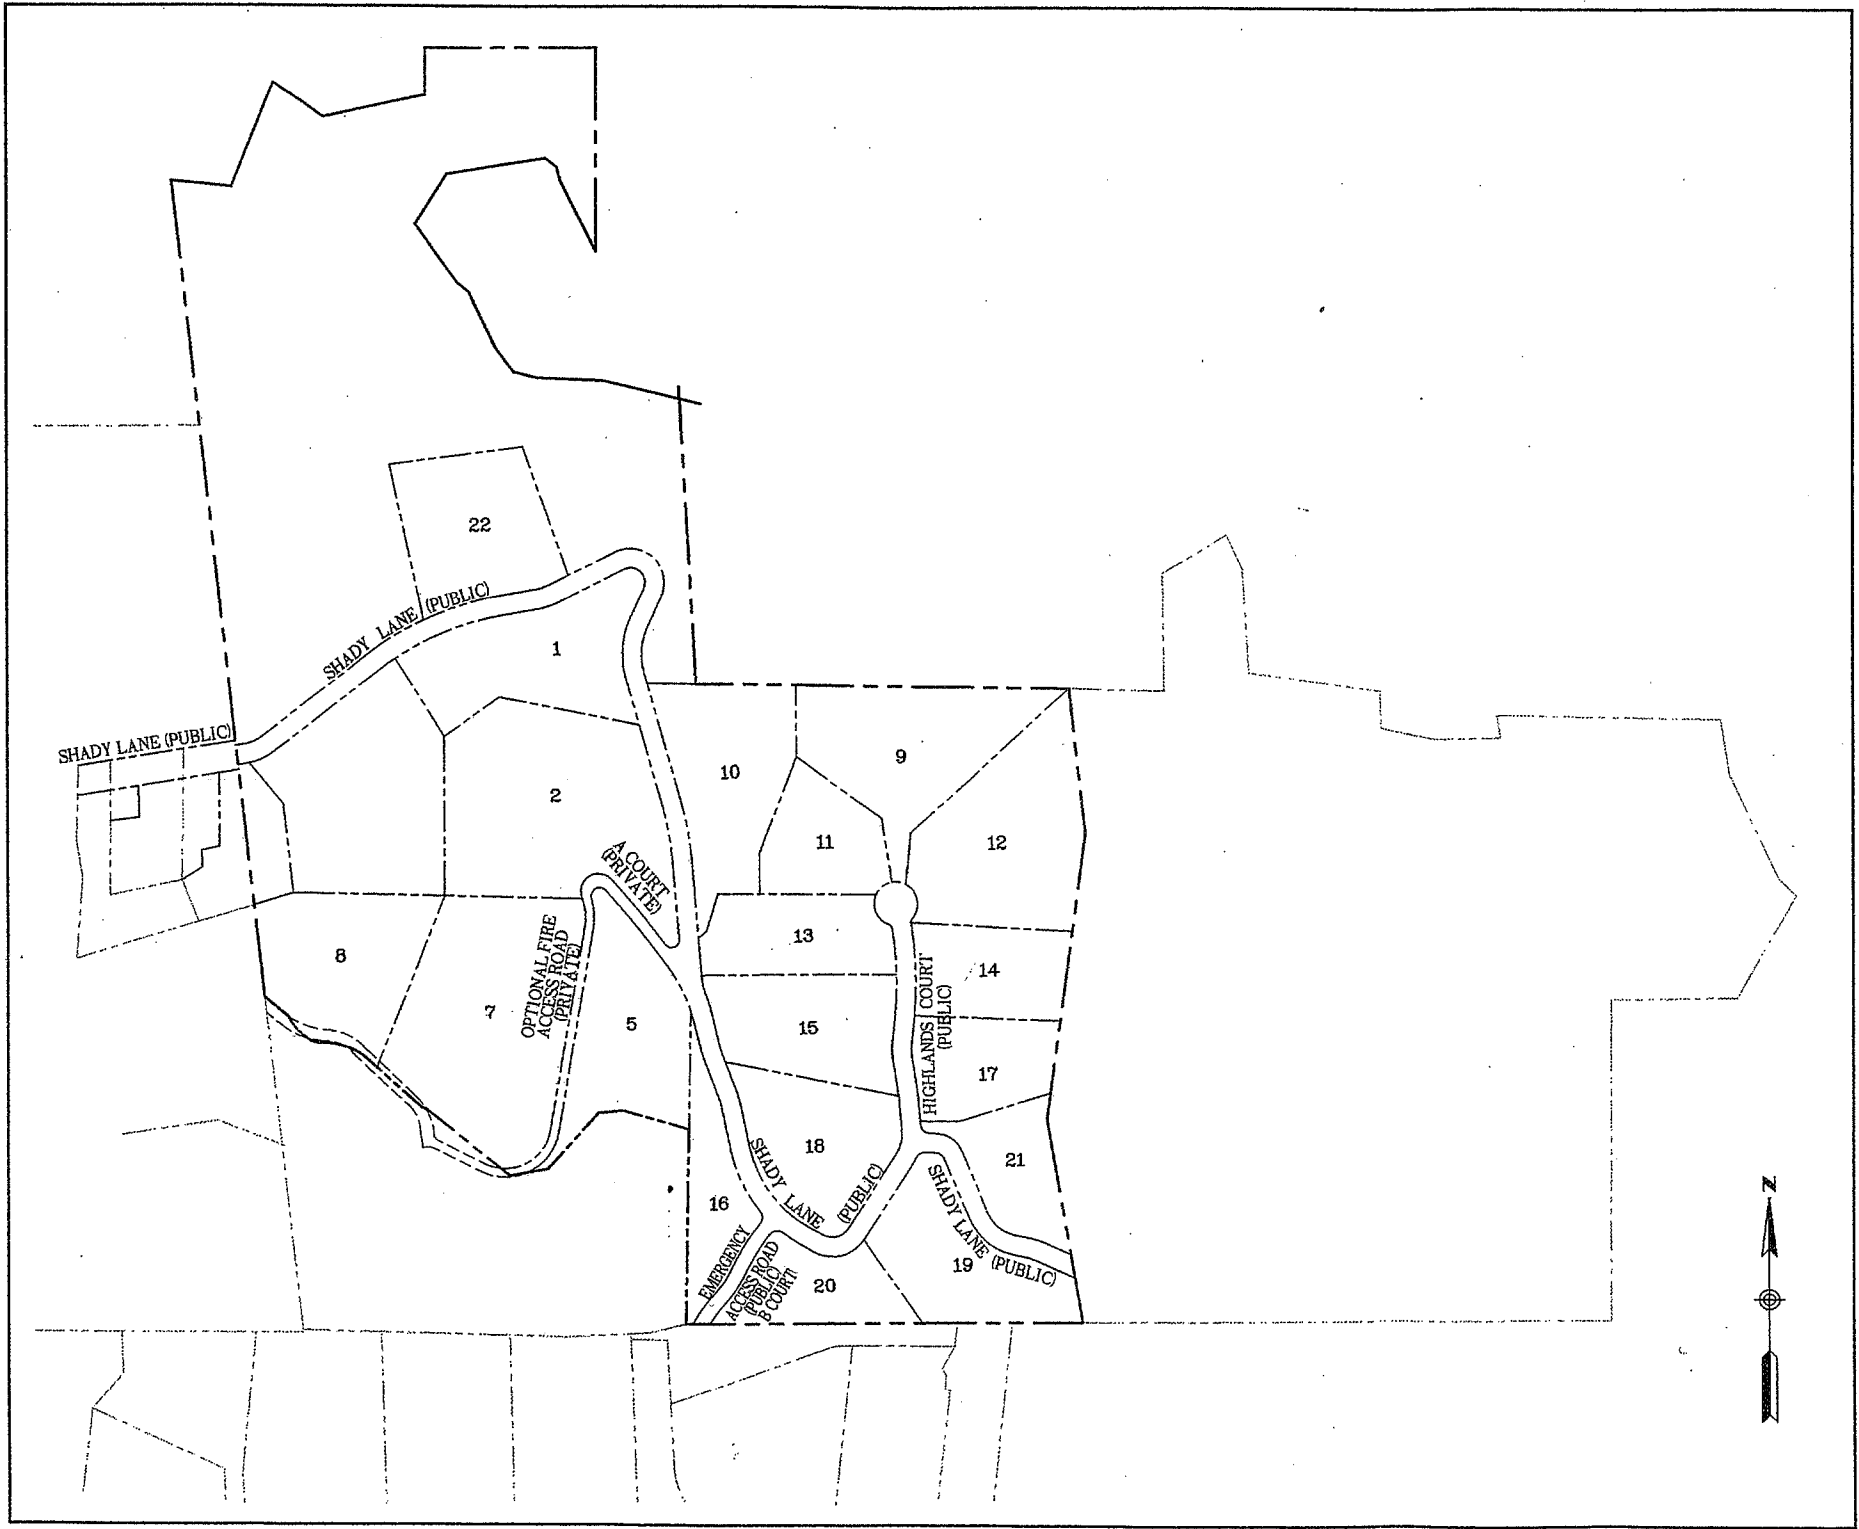 22
SHADY LANE (PUBLIC)
1
SHADY LANE (PUBLIC)
9
10
2
11
12
A COURT
(PRIVATE)
13
8
14
OPTIONAL FIRE
ACCESS ROAD
(PRIVATE)
7
5
15
HIGHLANDS COURT
(PUBLIC)
17
18
21
SHADY LANE
(PUBLIC)
16
SHADY LANE (PUBLIC)
19
EMERGENCY
ACCESS ROAD
(PUBLIC)
B COURT
20
N